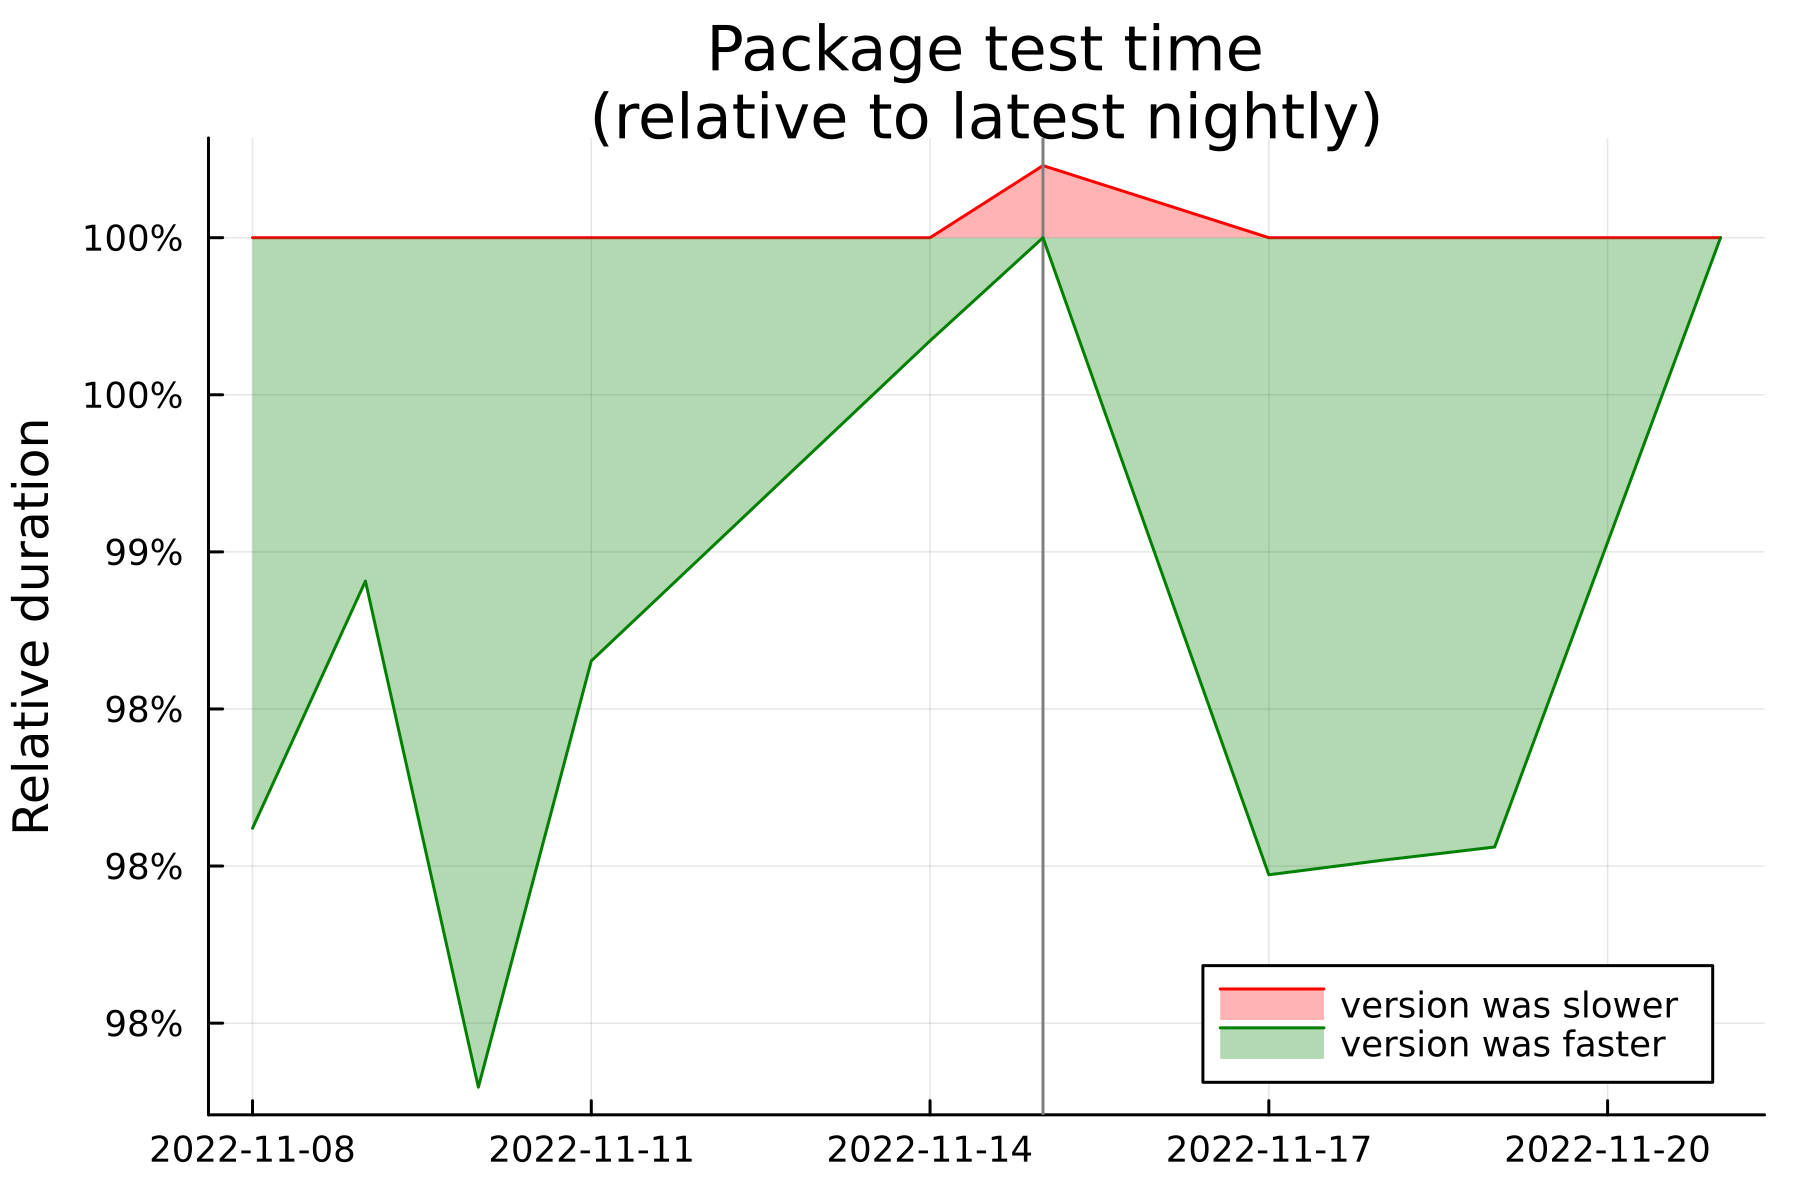 Package test time
(relative to latest nightly)
Relative duration
100%
100%
99%
98%
98%
98%
version was slower
version was faster
2022-11-08
2022-11-11
2022-11-14
2022-11-17
2022-11-20